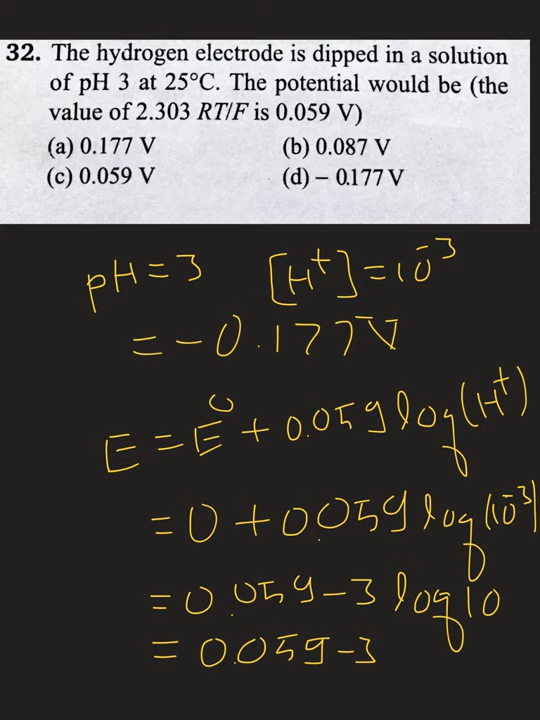 32. The hydrogen electrode is dipped in a solution
of pH 3 at 25°C. The potential would be (the
value of 2.303 RT/F is 0.059 V)
(a) 0.177 V (b) 0.087 V
(c) 0.059 V (d) – 0.177 V
pH = 3 [H⁺] = 10⁻³
= – 0.177 V
E = E⁰ + 0.059 log (H⁺)
= 0 + 0.059 log (10⁻³)
= 0.059 – 3 log 10
= 0.059 – 3